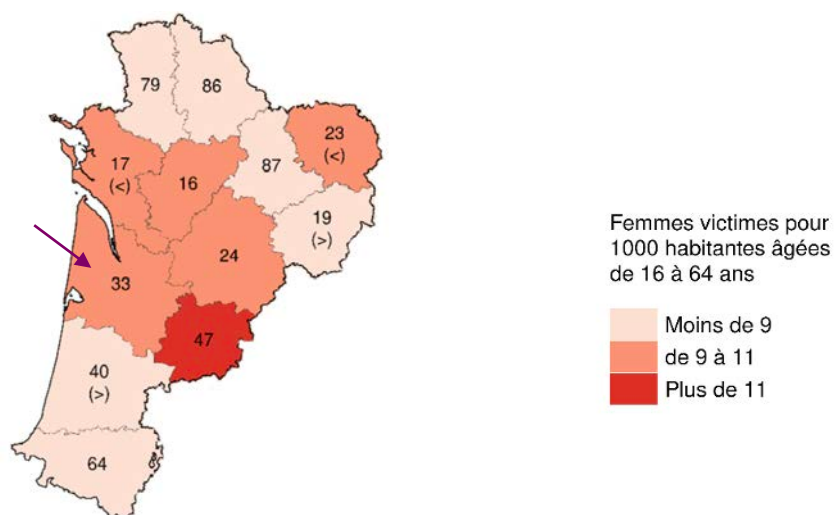 79
86
23
(<)
17
(<)
16
87
19
(>)
24
33
47
40
(>)
64
Femmes victimes pour
1000 habitantes âgées
de 16 à 64 ans
Moins de 9
de 9 à 11
Plus de 11